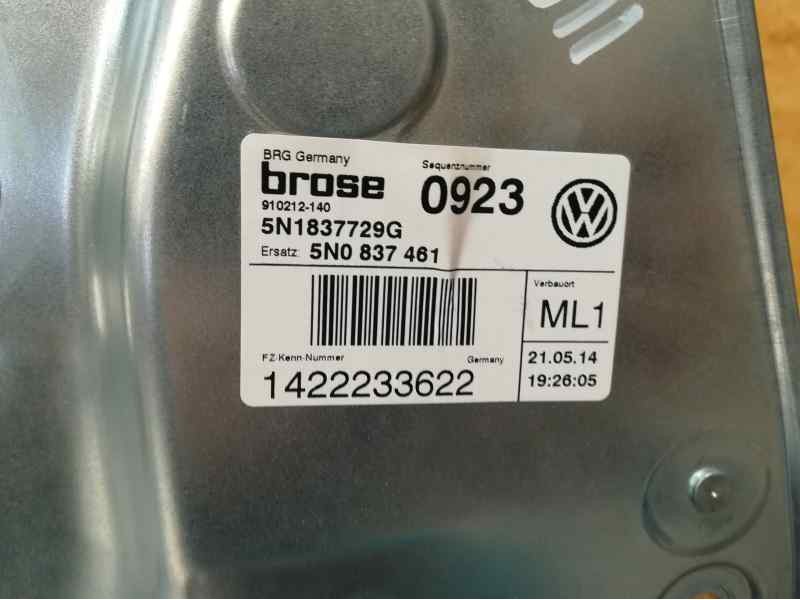 BRG Germany
brose
910212-140
Sequenznummer
0923
VW
5N1837729G
Ersatz: 5N0 837 461
Verbauort
ML1
FZ-Kenn-Nummer
Germany
1422233622
21.05.14
19:26:05